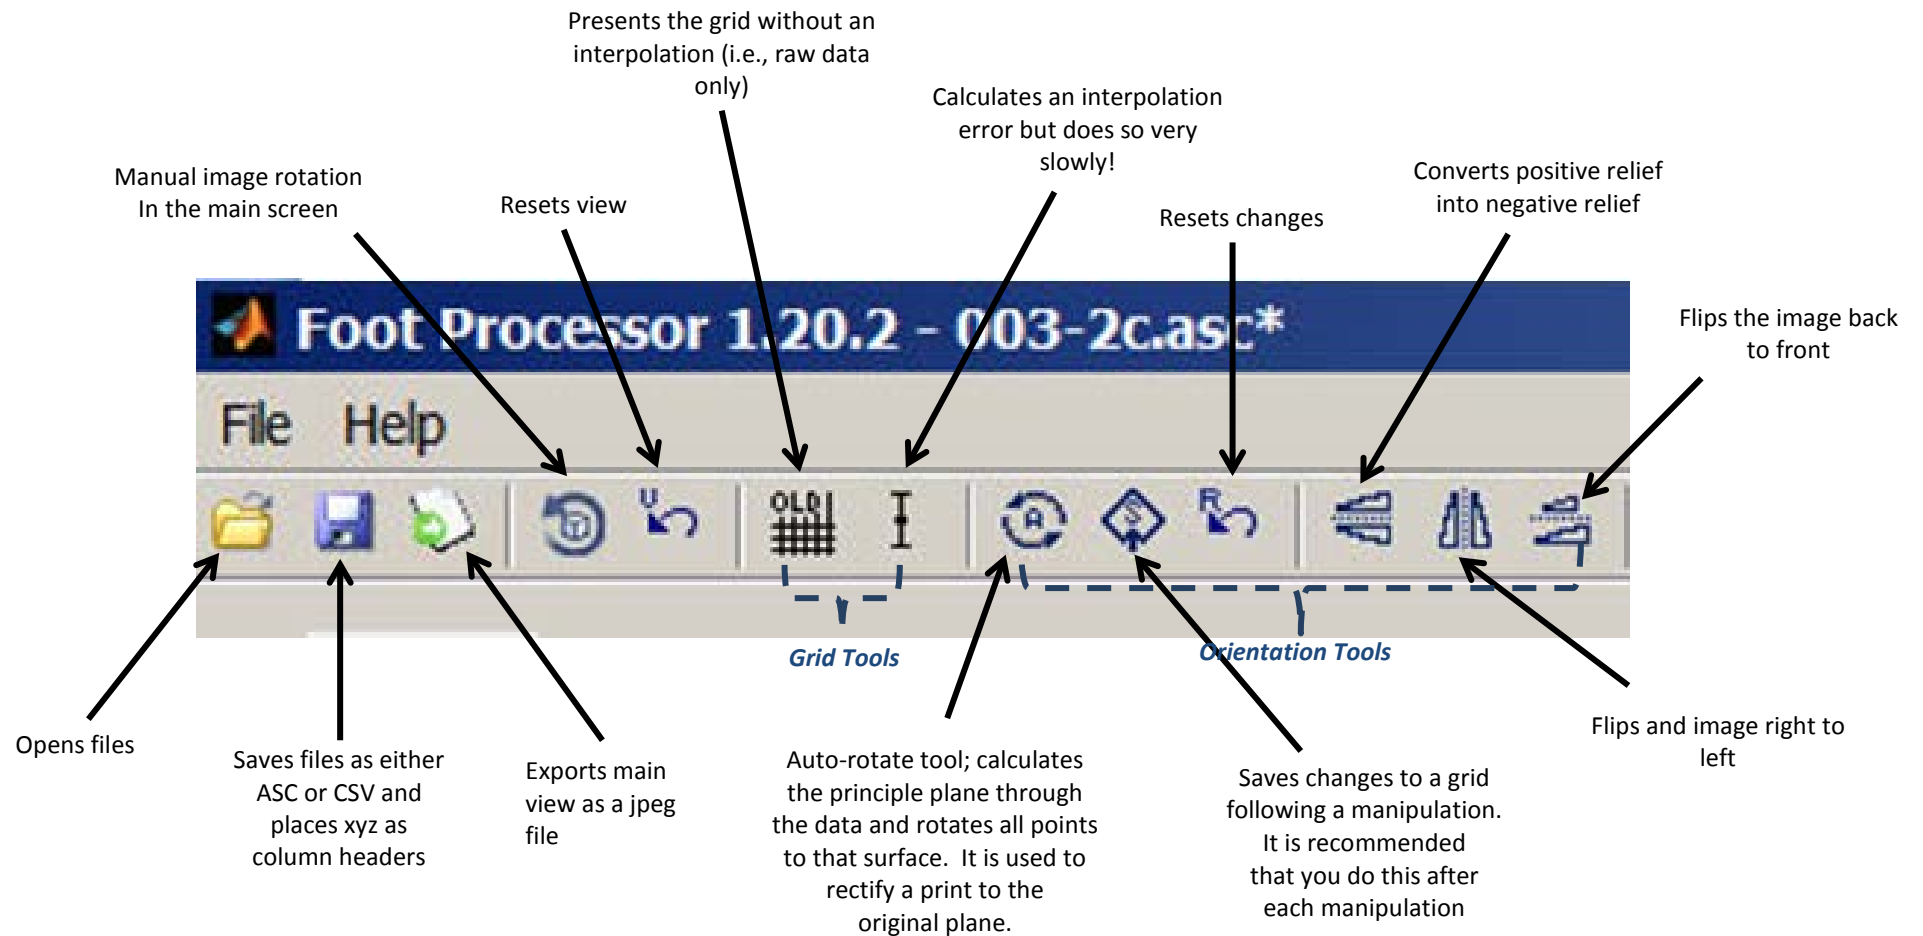 Presents the grid without an
interpolation (i.e., raw data
only)
Calculates an interpolation
error but does so very
slowly!
Manual image rotation
In the main screen
Resets view
Resets changes
Converts positive relief
into negative relief
Flips the image back
to front
Foot Processor 1.20.2 - 003-2c.asc*
File Help
U
OLD
A
S
R
Grid Tools
Orientation Tools
Opens files
Saves files as either
ASC or CSV and
places xyz as
column headers
Exports main
view as a jpeg
file
Auto-rotate tool; calculates
the principle plane through
the data and rotates all points
to that surface. It is used to
rectify a print to the
original plane.
Saves changes to a grid
following a manipulation.
It is recommended
that you do this after
each manipulation
Flips and image right to
left